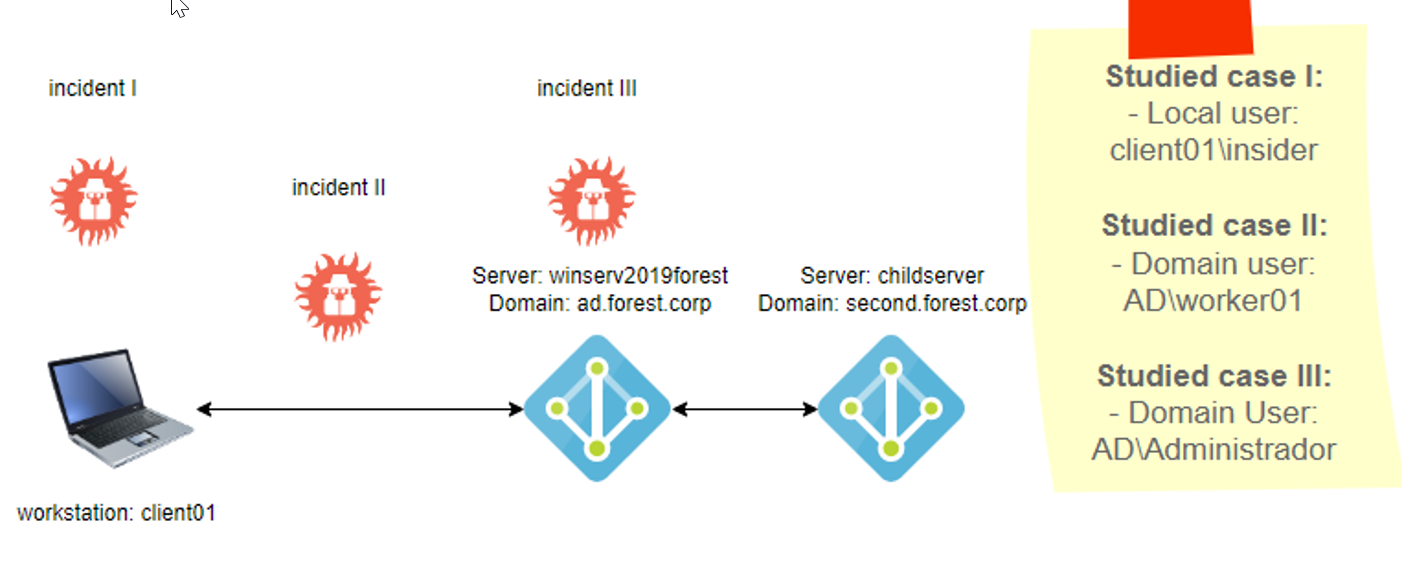 incident I
incident III
incident II
Server: winserv2019forest
Domain: ad.forest.corp
Server: childserver
Domain: second.forest.corp
workstation: client01
Studied case I:
- Local user:
client01\insider
Studied case II:
- Domain user:
AD\worker01
Studied case III:
- Domain User:
AD\Administrador